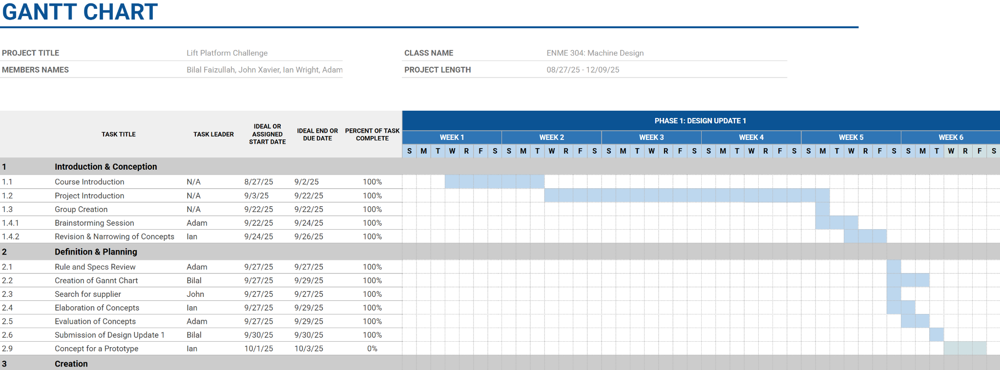 GANTT CHART
PROJECT TITLE Lift Platform Challenge CLASS NAME ENME 304: Machine Design
MEMBERS NAMES Bilal Faizullah, John Xavier, Ian Wright, Adam PROJECT LENGTH 08/27/25 - 12/09/25
TASK TITLE TASK LEADER IDEAL OR ASSIGNED START DATE IDEAL END OR DUE DATE PERCENT OF TASK COMPLETE PHASE 1: DESIGN UPDATE 1
WEEK 1 WEEK 2 WEEK 3 WEEK 4 WEEK 5 WEEK 6
S M T W R F S S M T W R F S S M T W R F S S M T W R F S S M T W R F S S M T W R F S
1 Introduction & Conception
1.1 Course Introduction N/A 8/27/25 9/2/25 100%
1.2 Project Introduction N/A 9/3/25 9/22/25 100%
1.3 Group Creation N/A 9/22/25 9/22/25 100%
1.4.1 Brainstorming Session Adam 9/22/25 9/24/25 100%
1.4.2 Revision & Narrowing of Concepts Ian 9/24/25 9/26/25 100%
2 Definition & Planning
2.1 Rule and Specs Review Adam 9/27/25 9/27/25 100%
2.2 Creation of Gannt Chart Bilal 9/27/25 9/29/25 100%
2.3 Search for supplier John 9/27/25 9/27/25 100%
2.4 Elaboration of Concepts Ian 9/27/25 9/29/25 100%
2.5 Evaluation of Concepts Adam 9/27/25 9/29/25 100%
2.6 Submission of Design Update 1 Bilal 9/30/25 9/30/25 100%
2.9 Concept for a Prototype Ian 10/1/25 10/3/25 0%
3 Creation